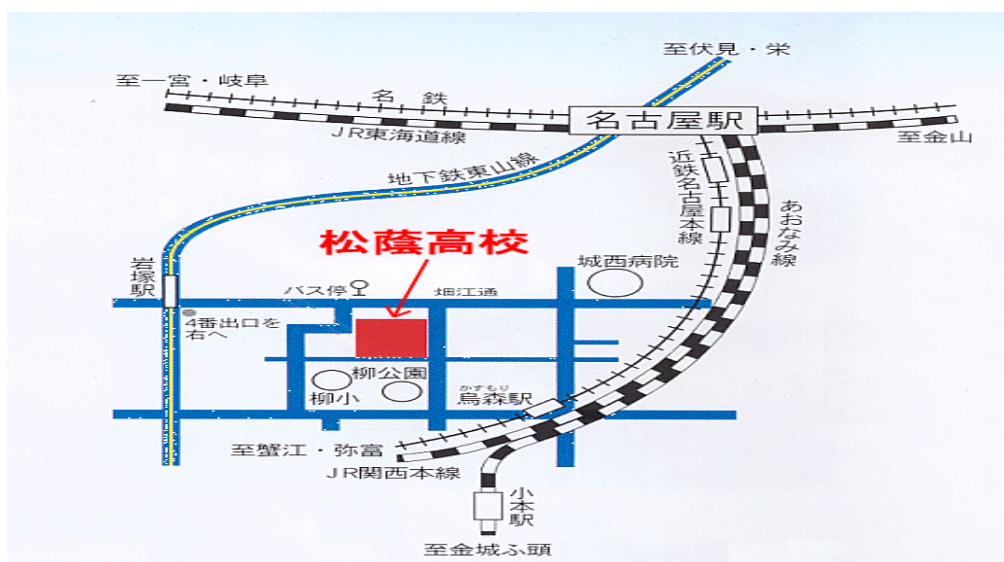 至伏見・栄
至一宮・岐阜
名鉄
名古屋駅
JR東海道線
至金山
地下鉄東山線
近鉄名古屋本線
あおなみ線
松蔭高校
城西病院
岩塚駅
バス停
畑江通
4番出口を
右へ
柳公園
柳小
かすもり
烏森駅
至蟹江・弥富
JR関西本線
小本駅
至金城ふ頭